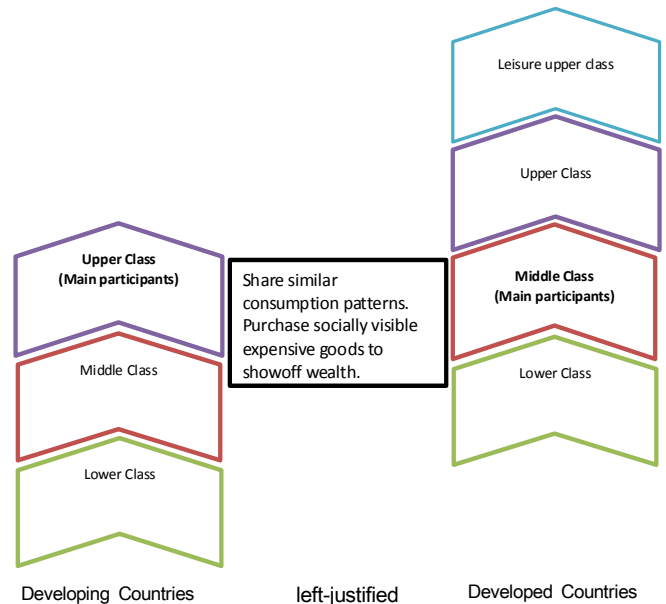 Leisure upper class
Upper Class
Upper Class
(Main participants)
Share similar
consumption patterns.
Purchase socially visible
expensive goods to
showoff wealth.
Middle Class
(Main participants)
Middle Class
Lower Class
Lower Class
Developing Countries
left-justified
Developed Countries